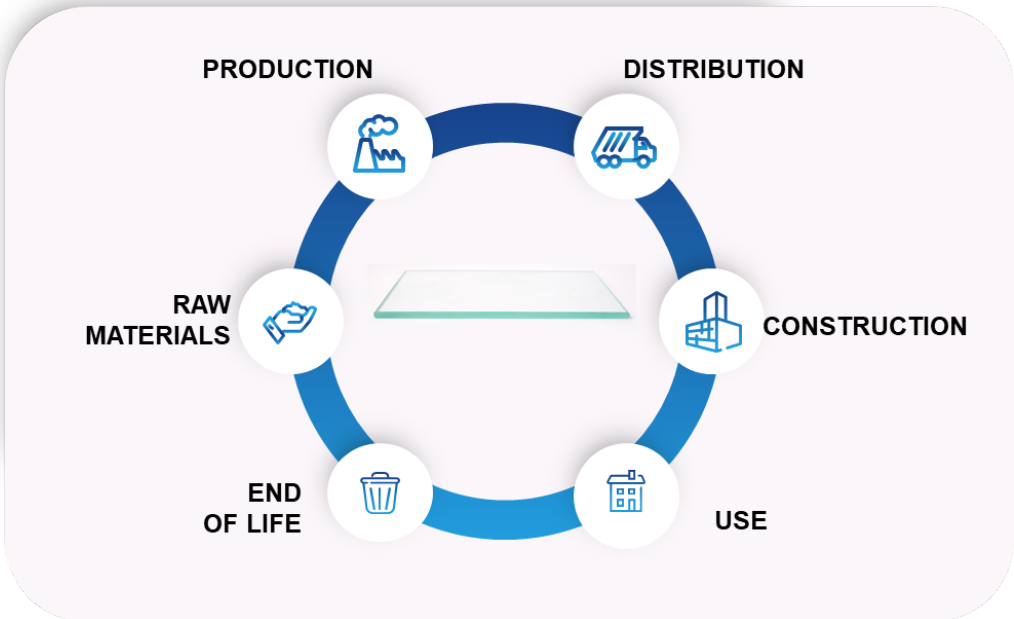 PRODUCTION
DISTRIBUTION
RAW
MATERIALS
CONSTRUCTION
END
OF LIFE
USE